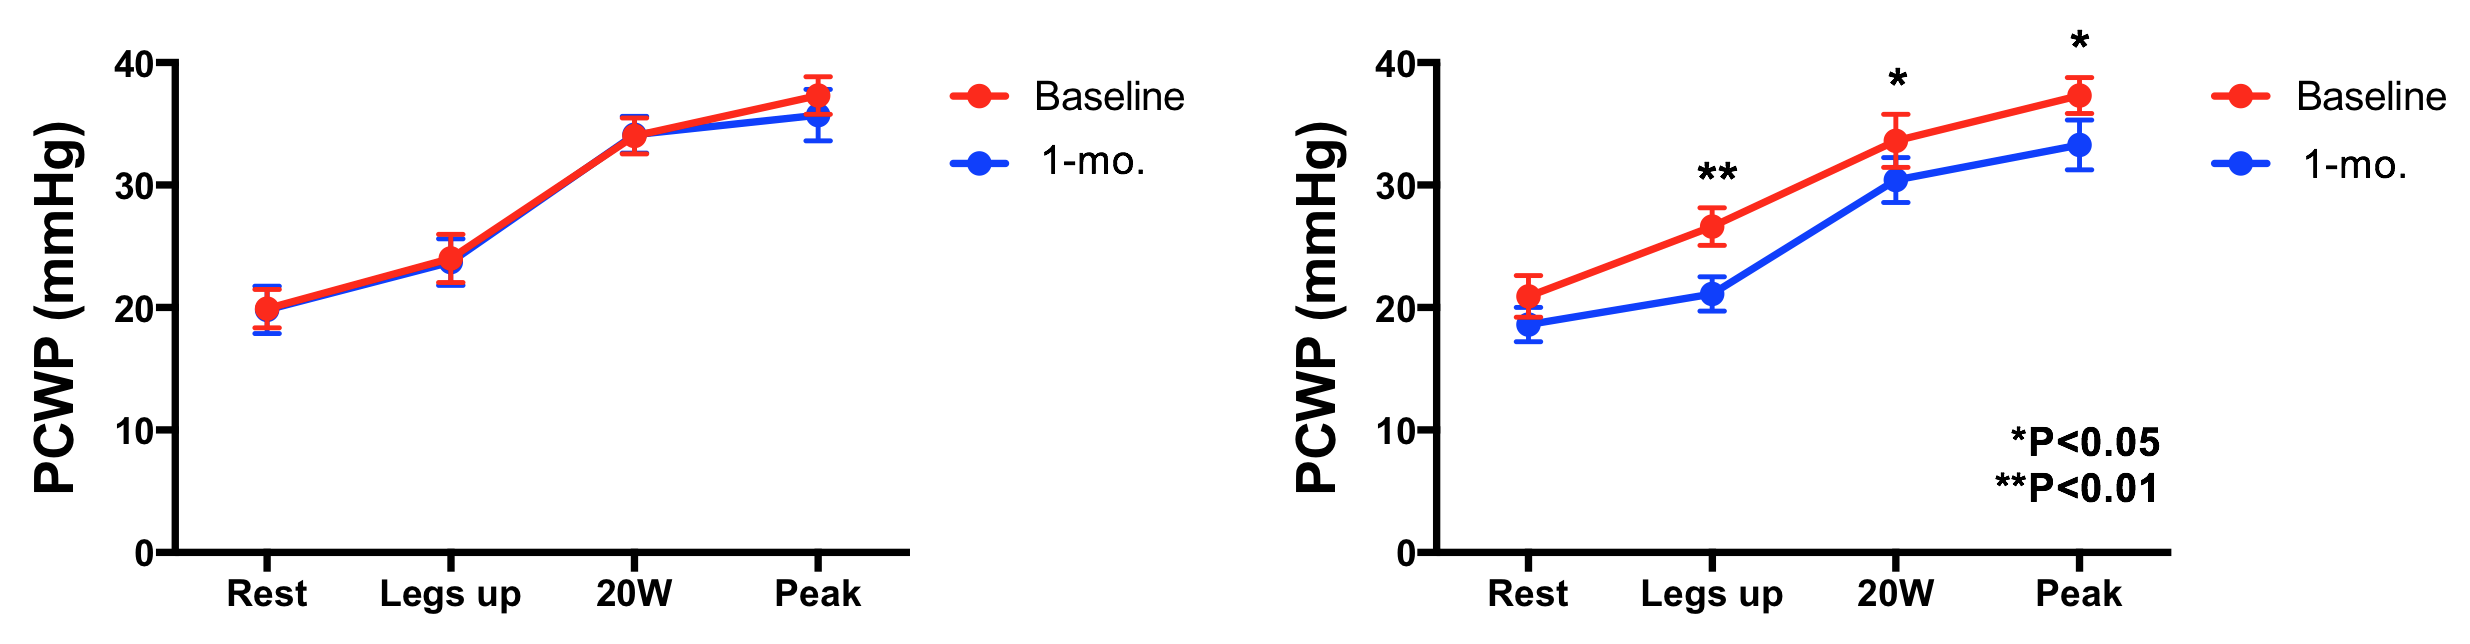 PCWP (mmHg)
40
30
20
10
0
Rest Legs up 20W Peak
Baseline
1-mo.
PCWP (mmHg)
40
30
20
10
0
Rest Legs up 20W Peak
**
*
*
Baseline
1-mo.
*P<0.05
**P<0.01